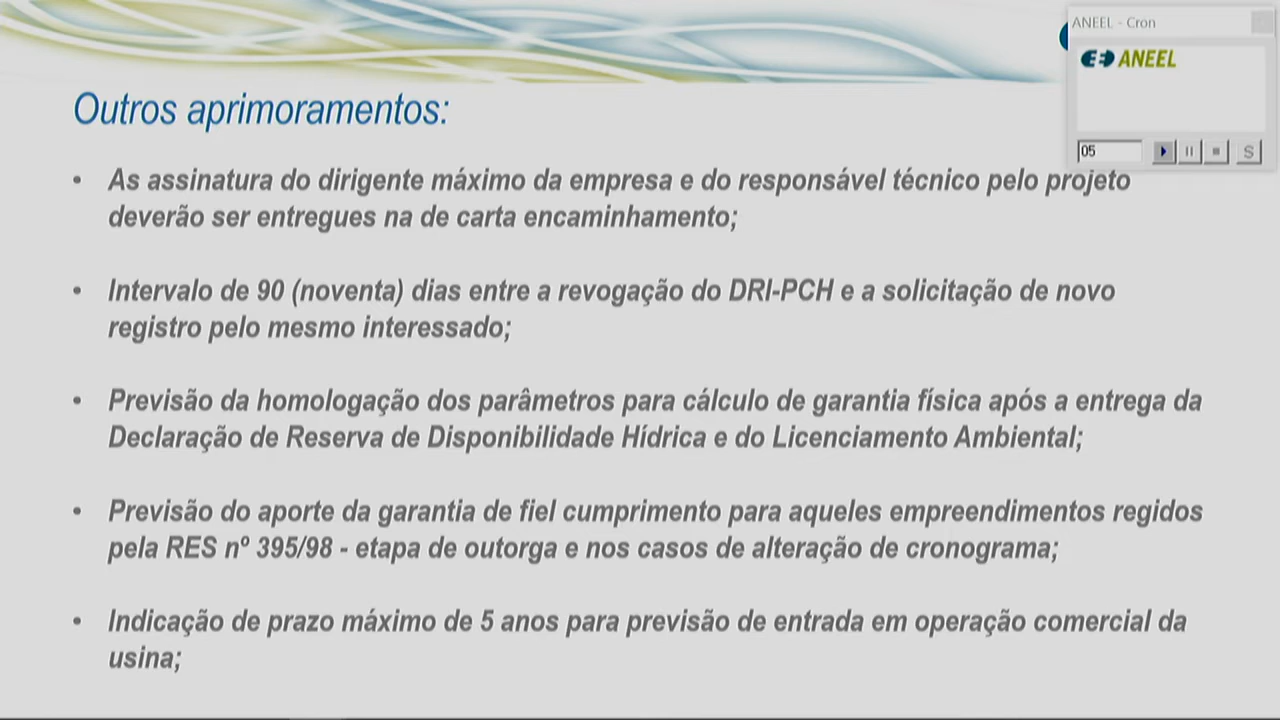 ANEEL - Cron
ANEEL
05
S
Outros aprimoramentos:
• As assinatura do dirigente máximo da empresa e do responsável técnico pelo projeto
deverão ser entregues na de carta encaminhamento;
• Intervalo de 90 (noventa) dias entre a revogação do DRI-PCH e a solicitação de novo
registro pelo mesmo interessado;
• Previsão da homologação dos parâmetros para cálculo de garantia física após a entrega da
Declaração de Reserva de Disponibilidade Hídrica e do Licenciamento Ambiental;
• Previsão do aporte da garantia de fiel cumprimento para aqueles empreendimentos regidos
pela RES nº 395/98 - etapa de outorga e nos casos de alteração de cronograma;
• Indicação de prazo máximo de 5 anos para previsão de entrada em operação comercial da
usina;